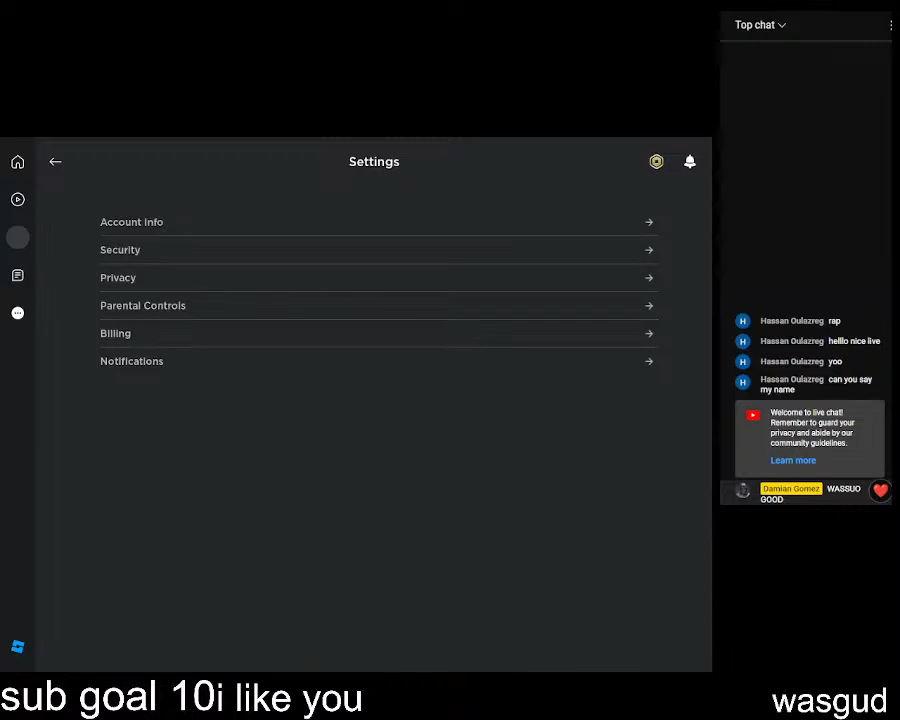 Top chat
Settings
Account Info
Security
Privacy
Parental Controls
Billing
Notifications
H Hassan Oulazreg rap
H Hassan Oulazreg helllo nice live
H Hassan Oulazreg yoo
H Hassan Oulazreg can you say
my name
Welcome to live chat!
Remember to guard your
privacy and abide by our
community guidelines.
Learn more
Damian Gomez WASSUO
GOOD
sub goal 10i like you
wasgud